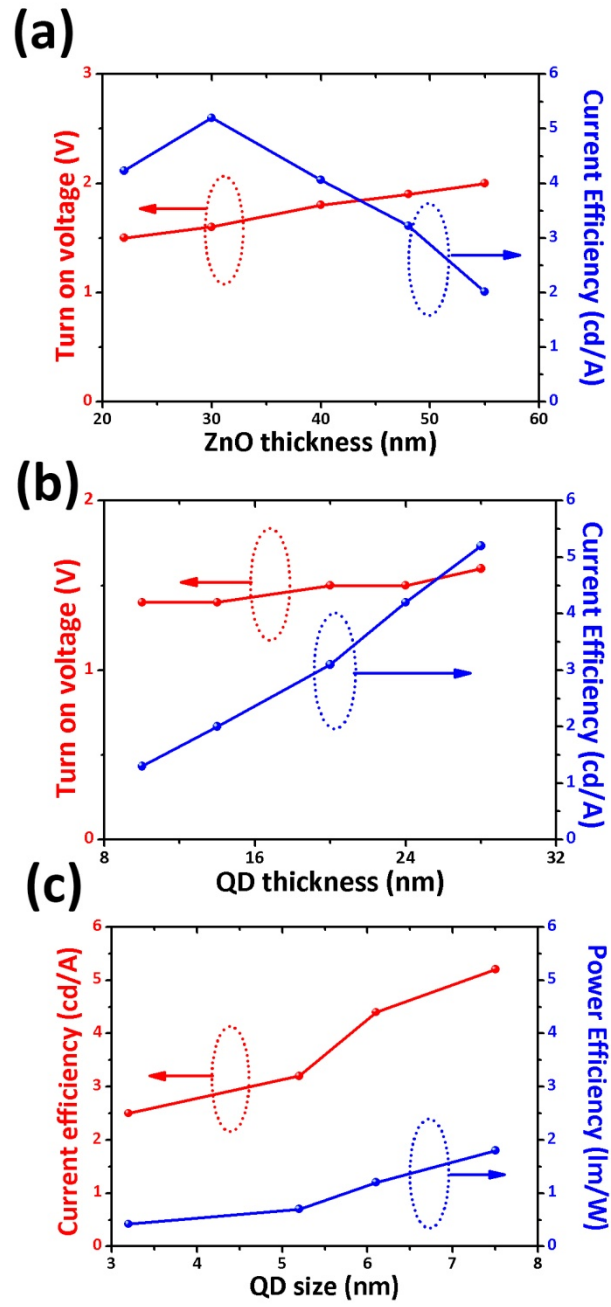 (a)
Turn on voltage (V)
3
2
1
0
6
5
4
3
2
1
0
Current Efficiency (cd/A)
20 30 40 50 60
ZnO thickness (nm)
(b)
Turn on voltage (V)
2
1
0
6
5
4
3
2
1
0
Current Efficiency (cd/A)
8 16 24 32
QD thickness (nm)
(c)
Current efficiency (cd/A)
6
5
4
3
2
1
0
6
5
4
3
2
1
0
Power Efficiency (lm/W)
3 4 5 6 7 8
QD size (nm)